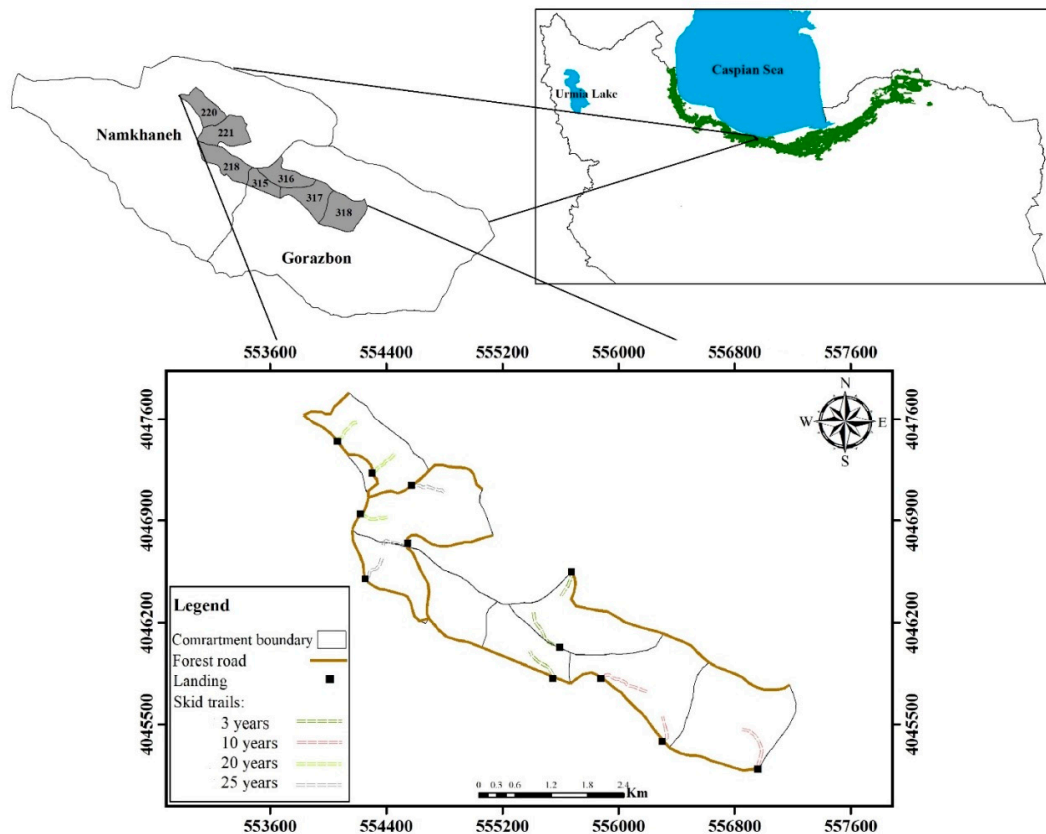 Caspian Sea
Urmia Lake
Namkhaneh
220
221
218
315
316
317
318
Gorazbon
553600 554400 555200 556000 556800 557600
4047600 4047600
4046900 4046900
4046200 4046200
4045500 4045500
N
W E
S
Legend
Comrartment boundary
Forest road
Landing
Skid trails:
3 years
10 years
20 years
25 years
0 0.3 0.6 1.2 1.8 2.4
Km
553600 554400 555200 556000 556800 557600